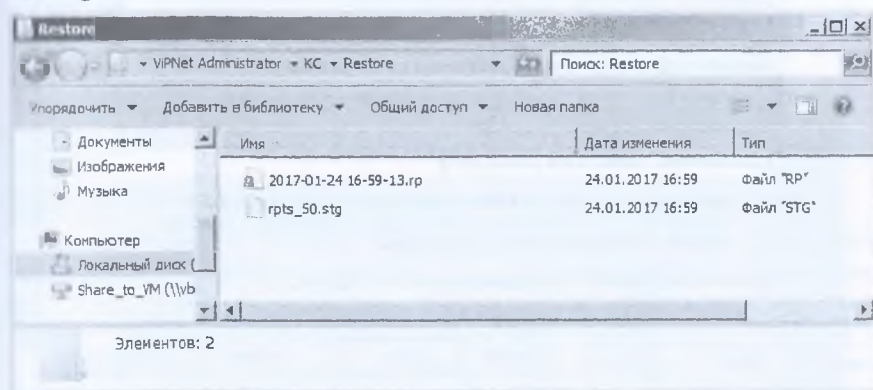 Restore
ViPNet Administrator КС Restore
Поиск: Restore
Упорядочить Добавить в библиотеку Общий доступ Новая папка
Документы
Изображения
Музыка
Компьютер
Локальный диск (
Share_to_VM (\\vb
Имя Дата изменения Тип
2017-01-24 16-59-13.rp 24.01.2017 16:59 Файл "RP"
rpts_50.stg 24.01.2017 16:59 Файл "STG"
Элементов: 2